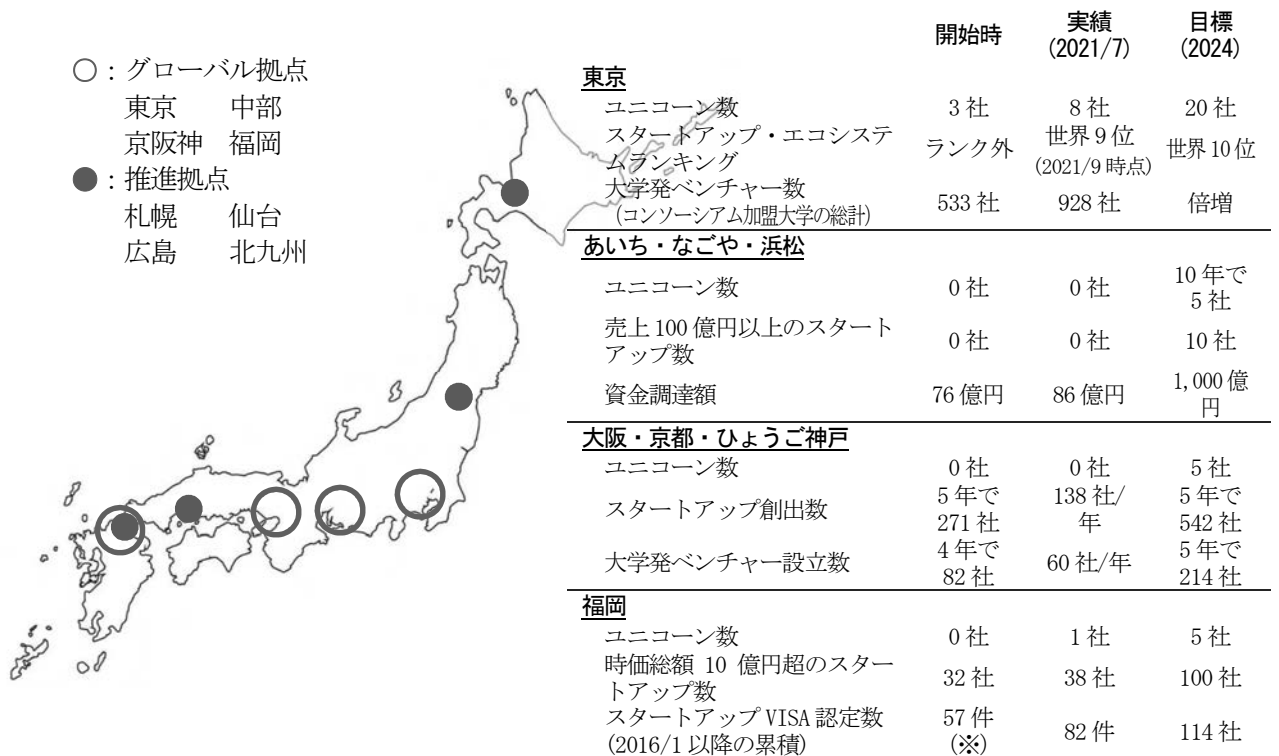 ○：グローバル拠点
東京 中部
京阪神 福岡
●：推進拠点
札幌 仙台
広島 北九州
開始時 実績 目標
(2021/7) (2024)
東京
ユニコーン数 3社 8社 20社
スタートアップ・エコシステ 世界9位
ムランキング ランク外 (2021/9時点) 世界10位
大学発ベンチャー数
(コンソーシアム加盟大学の総計) 533社 928社 倍増
あいち・なごや・浜松
ユニコーン数 0社 0社 10年で
5社
売上100億円以上のスタート
アップ数 0社 0社 10社
資金調達額 76億円 86億円 1,000億
円
大阪・京都・ひょうご神戸
ユニコーン数 0社 0社 5社
スタートアップ創出数 5年で 138社/ 5年で
271社 年 542社
大学発ベンチャー設立数 4年で 60社/年 5年で
82社 214社
福岡
ユニコーン数 0社 1社 5社
時価総額 10 億円超のスター
トアップ数 32社 38社 100社
スタートアップVISA認定数 57件 82件 114社
(2016/1以降の累積) (※)